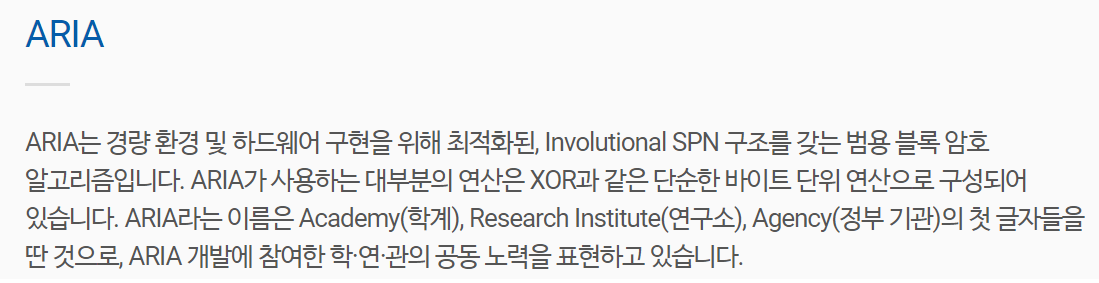 ARIA
ARIA는 경량 환경 및 하드웨어 구현을 위해 최적화된, Involutional SPN 구조를 갖는 범용 블록 암호
알고리즘입니다. ARIA가 사용하는 대부분의 연산은 XOR과 같은 단순한 바이트 단위 연산으로 구성되어
있습니다. ARIA라는 이름은 Academy(학계), Research Institute(연구소), Agency(정부 기관)의 첫 글자들을
딴 것으로, ARIA 개발에 참여한 학·연·관의 공동 노력을 표현하고 있습니다.